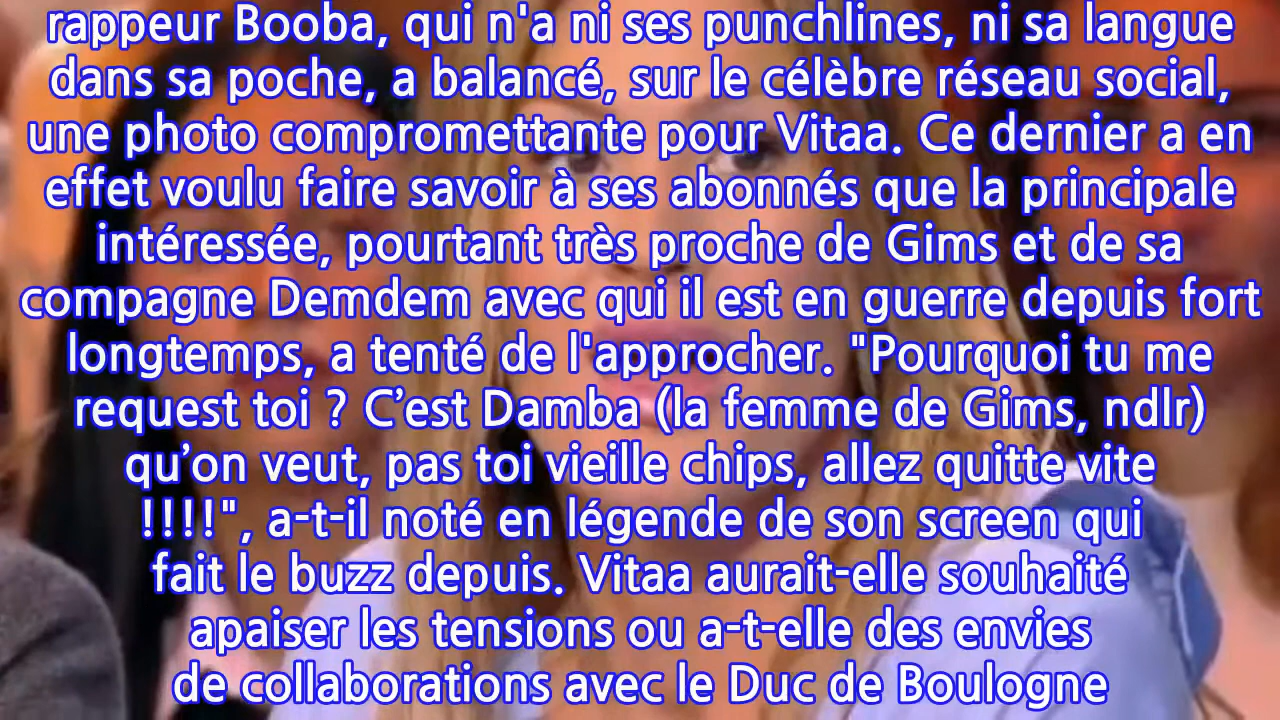 rappeur Booba, qui n'a ni ses punchlines, ni sa langue
dans sa poche, a balancé, sur le célèbre réseau social,
une photo compromettante pour Vitaa. Ce dernier a en
effet voulu faire savoir à ses abonnés que la principale
intéressée, pourtant très proche de Gims et de sa
compagne Demdem avec qui il est en guerre depuis fort
longtemps, a tenté de l'approcher. "Pourquoi tu me
request toi ? C’est Damba (la femme de Gims, ndlr)
qu’on veut, pas toi vieille chips, allez quitte vite
!!!!", a-t-il noté en légende de son screen qui
fait le buzz depuis. Vitaa aurait-elle souhaité
apaiser les tensions ou a-t-elle des envies
de collaborations avec le Duc de Boulogne